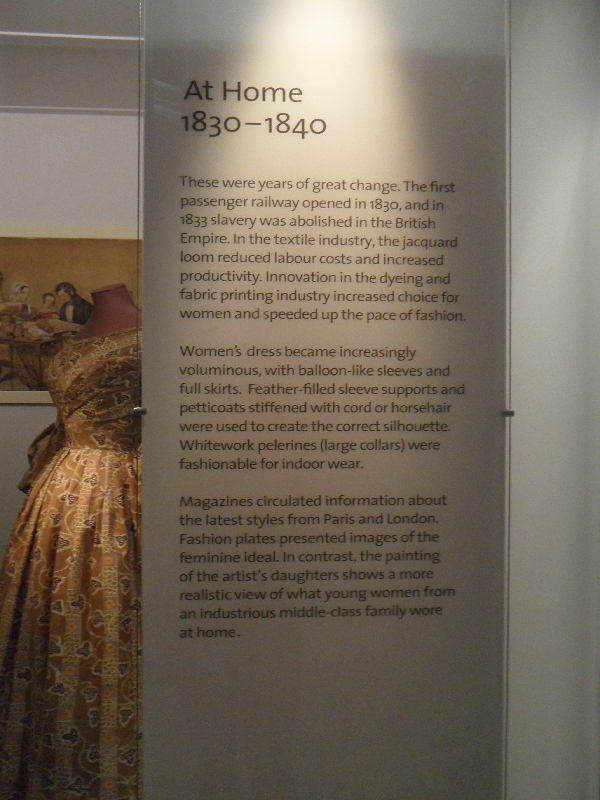 At Home
1830–1840
These were years of great change. The first
passenger railway opened in 1830, and in
1833 slavery was abolished in the British
Empire. In the textile industry, the jacquard
loom reduced labour costs and increased
productivity. Innovation in the dyeing and
fabric printing industry increased choice for
women and speeded up the pace of fashion.
Women's dress became increasingly
voluminous, with balloon-like sleeves and
full skirts. Feather-filled sleeve supports and
petticoats stiffened with cord or horsehair
were used to create the correct silhouette.
Whitework pelerines (large collars) were
fashionable for indoor wear.
Magazines circulated information about
the latest styles from Paris and London.
Fashion plates presented images of the
feminine ideal. In contrast, the painting
of the artist's daughters shows a more
realistic view of what young women from
an industrious middle-class family wore
at home.